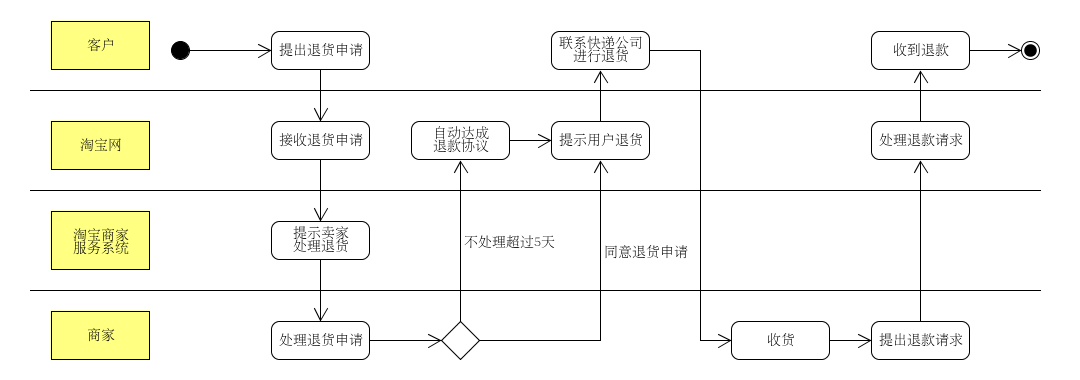 客户
提出退货申请
联系快递公司
进行退货
收到退款
淘宝网
接收退货申请
自动达成
退款协议
提示用户退货
处理退款请求
淘宝商家
服务系统
提示卖家
处理退货
不处理超过5天
同意退货申请
商家
处理退货申请
收货
提出退款请求